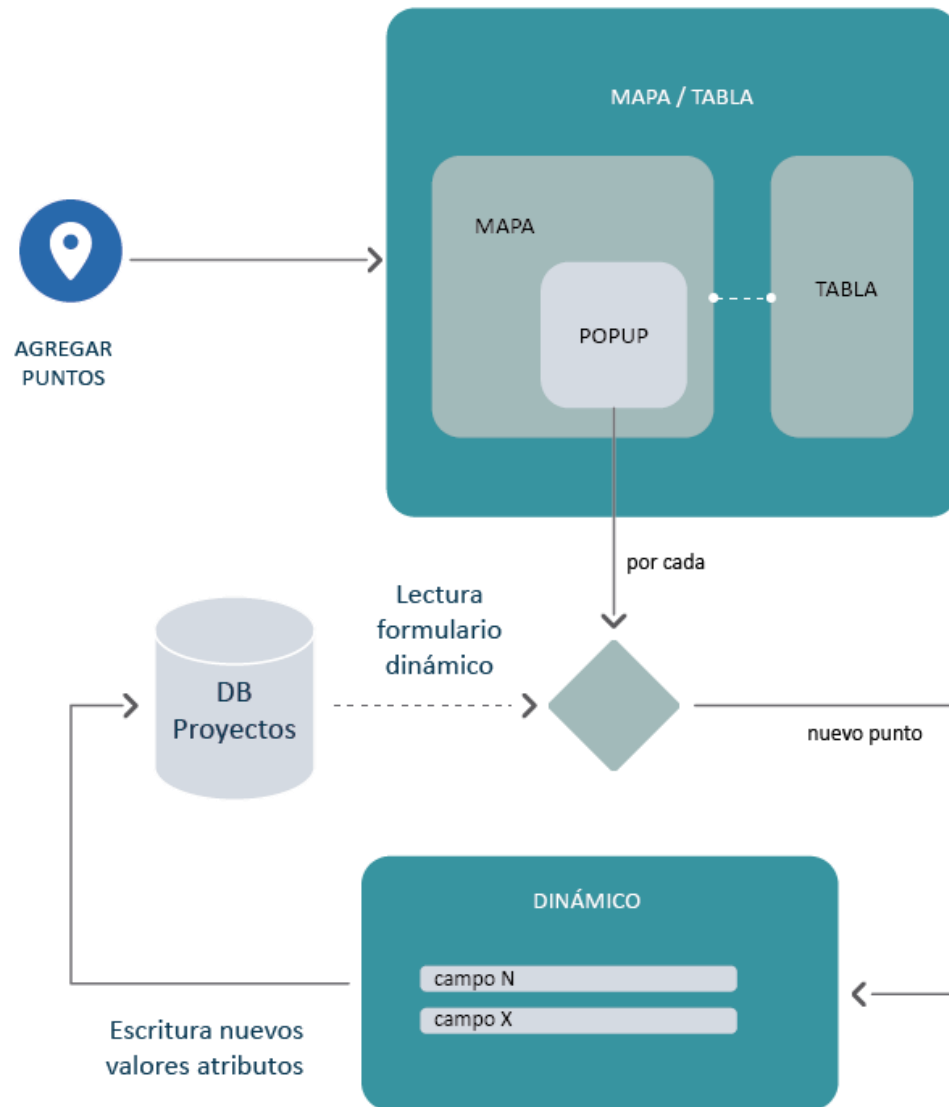 MAPA / TABLA
MAPA
POPUP
TABLA
AGREGAR
PUNTOS
por cada
Lectura
formulario
dinámico
DB
Proyectos
nuevo punto
DINÁMICO
campo N
campo X
Escritura nuevos
valores atributos